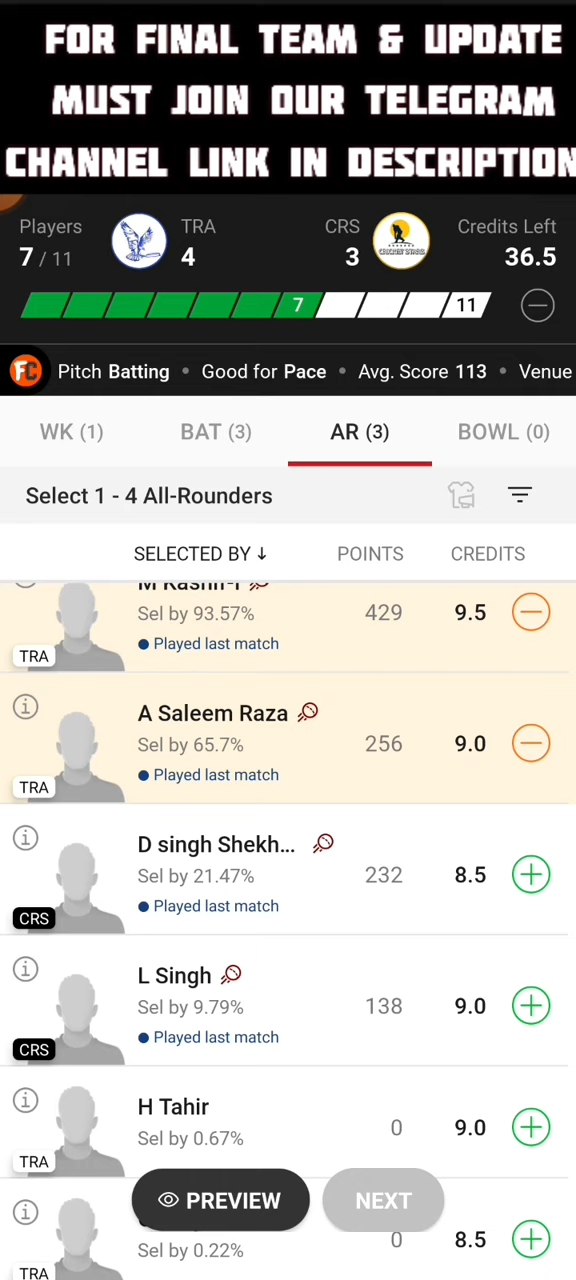 FOR FINAL TEAM & UPDATE
MUST JOIN OUR TELEGRAM
CHANNEL LINK IN DESCRIPTION
Players TRA CRS Credits Left
7 / 11 4 3 36.5
7 11
FC Pitch Batting • Good for Pace • Avg. Score 113 • Venue
WK (1) BAT (3) AR (3) BOWL (0)
Select 1 - 4 All-Rounders
SELECTED BY ↓ POINTS CREDITS
M Kashif-I
Sel by 93.57% 429 9.5
TRA Played last match
A Saleem Raza
Sel by 65.7% 256 9.0
TRA Played last match
D singh Shekh...
Sel by 21.47% 232 8.5
CRS Played last match
L Singh
Sel by 9.79% 138 9.0
CRS Played last match
H Tahir
Sel by 0.67% 0 9.0
TRA
PREVIEW NEXT
Sel by 0.22% 0 8.5
TRA